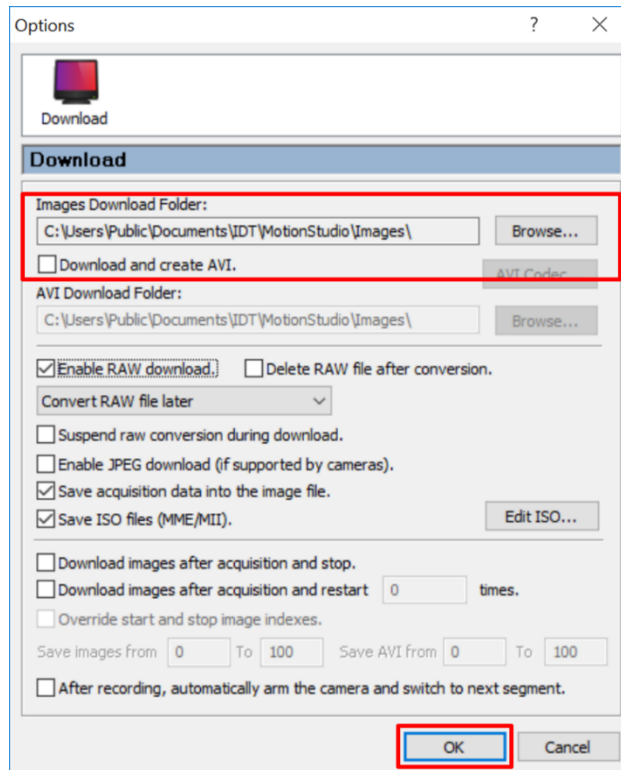 Options
Download
Download
Images Download Folder:
C:\Users\Public\Documents\IDT\MotionStudio\Images\ Browse...
Download and create AVI. AVI Codec...
AVI Download Folder:
C:\Users\Public\Documents\IDT\MotionStudio\Images\ Browse...
Enable RAW download. Delete RAW file after conversion.
Convert RAW file later
Suspend raw conversion during download.
Enable JPEG download (if supported by cameras).
Save acquisition data into the image file.
Save ISO files (MME/MII). Edit ISO...
Download images after acquisition and stop.
Download images after acquisition and restart 0 times.
Override start and stop image indexes.
Save images from 0 To 100 Save AVI from 0 To 100
After recording, automatically arm the camera and switch to next segment.
OK Cancel